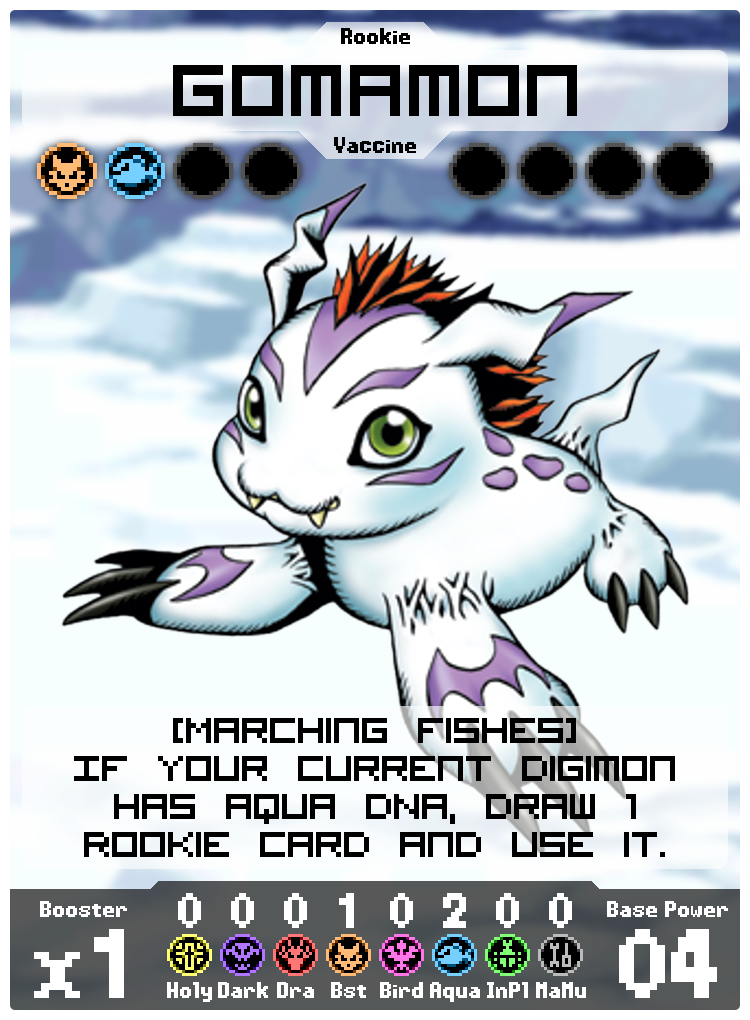 Rookie
GOMAMON
Vaccine
[MARCHING FISHES]
IF YOUR CURRENT DIGIMON
HAS AQUA DNA, DRAW 1
ROOKIE CARD AND USE IT.
Booster 0 0 0 1 0 2 0 0 Base Power
x1 04
Holy Dark Dra Bst Bird Aqua InPl MaMu